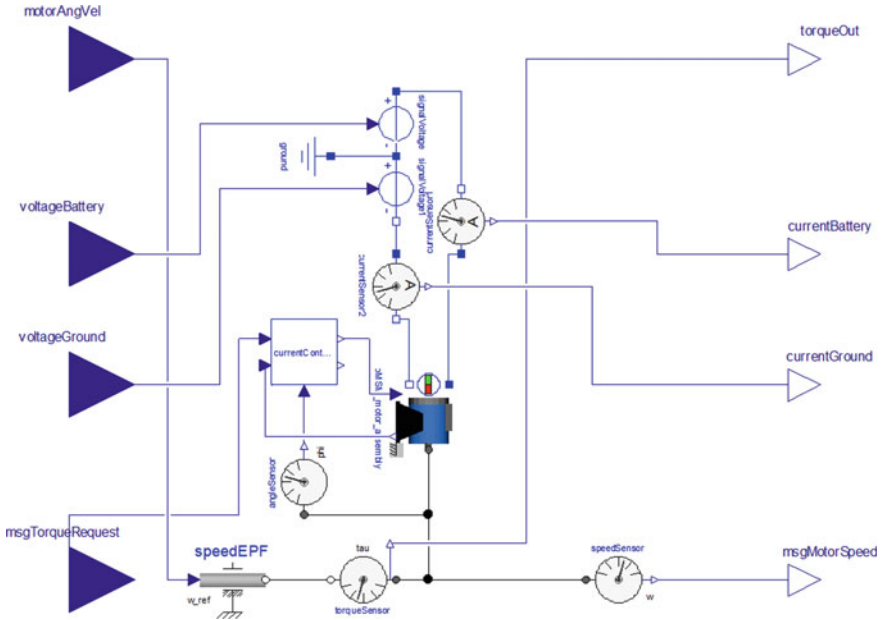 motorAngVel
torqueOut
+
signalVoltage
-
ground
+
signalVoltage1
-
voltageBattery
currentSensor1
A
currentBattery
currentSensor2
A
voltageGround
currentCont...
currentGround
phi
angleSensor
msgTorqueRequest
speedEPF
tau
speedSensor
msgMotorSpeed
w_ref
torqueSensor
w